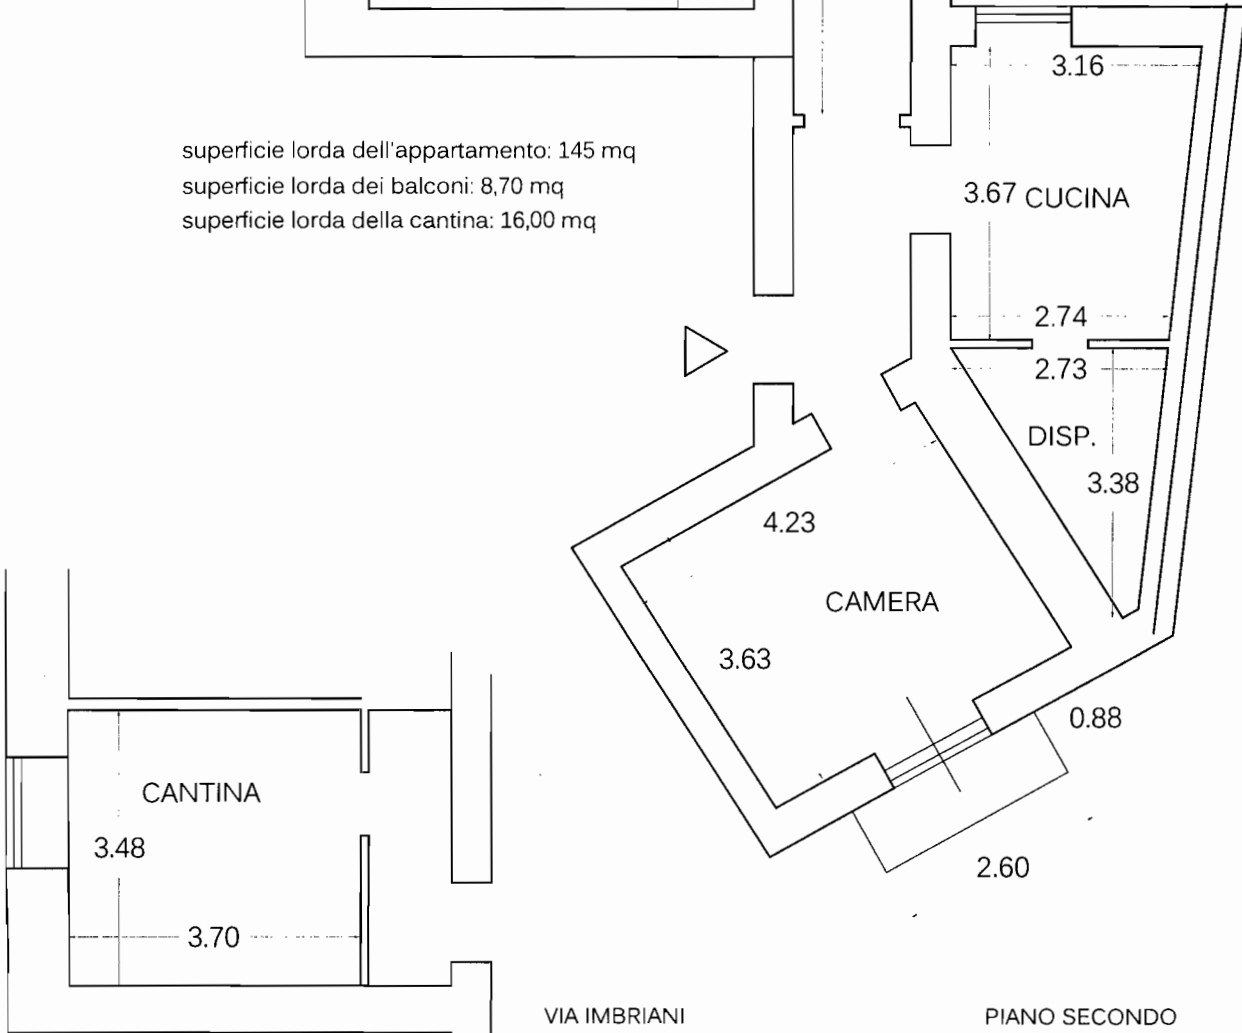 3.16
superficie lorda dell'appartamento: 145 mq
superficie lorda dei balconi: 8,70 mq
superficie lorda della cantina: 16,00 mq
3.67 CUCINA
2.74
2.73
DISP.
3.38
4.23
CAMERA
3.63
0.88
CANTINA
3.48
2.60
3.70
VIA IMBRIANI
PIANO SECONDO